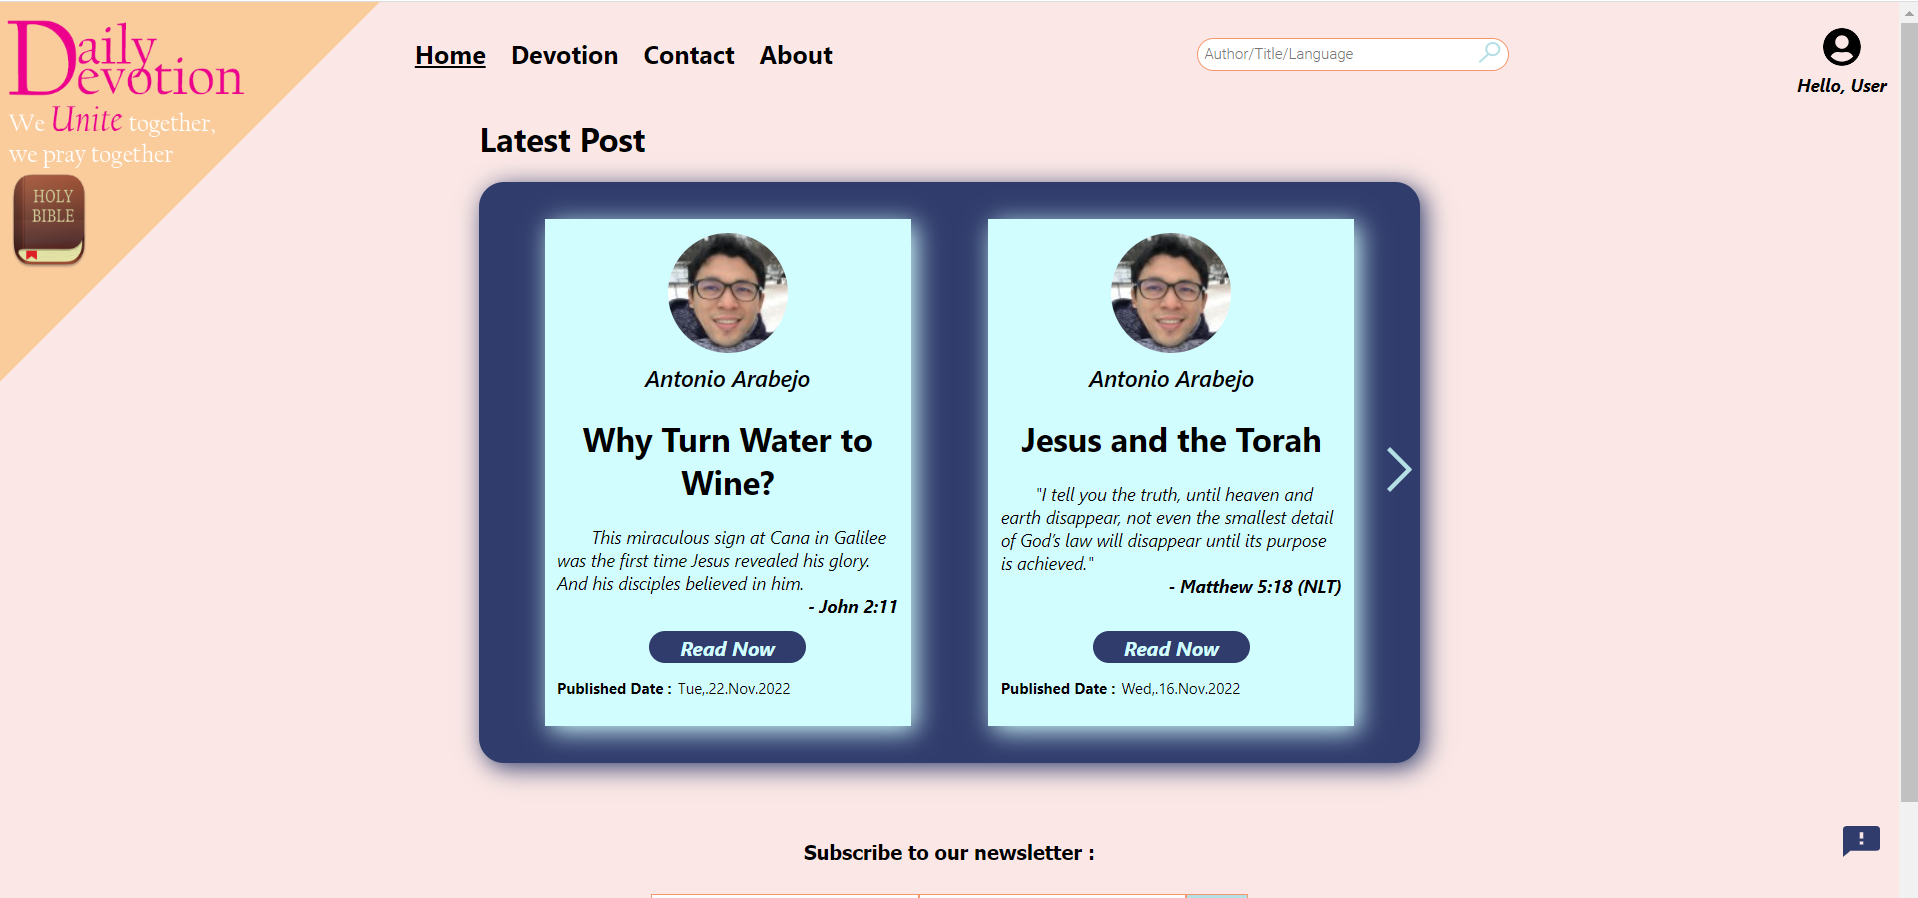 Daily
Devotion
We Unite together,
we pray together
HOLY
BIBLE
Home Devotion Contact About
Author/Title/Language
Hello, User
Latest Post
Antonio Arabejo
Why Turn Water to
Wine?
This miraculous sign at Cana in Galilee
was the first time Jesus revealed his glory.
And his disciples believed in him.
- John 2:11
Read Now
Published Date : Tue,.22.Nov.2022
Antonio Arabejo
Jesus and the Torah
"I tell you the truth, until heaven and
earth disappear, not even the smallest detail
of God’s law will disappear until its purpose
is achieved."
- Matthew 5:18 (NLT)
Read Now
Published Date : Wed,.16.Nov.2022
Subscribe to our newsletter :